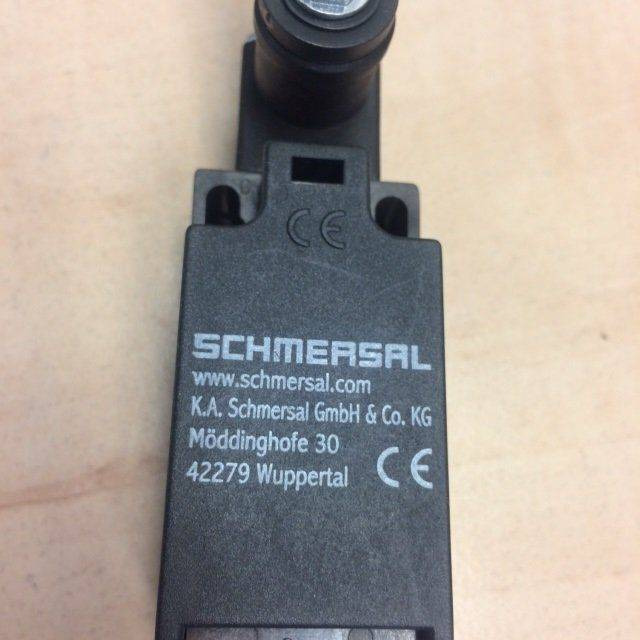 CE
SCHMERSAL
www.schmersal.com
K.A. Schmersal GmbH & Co. KG
Möddinghofe 30
42279 Wuppertal CE